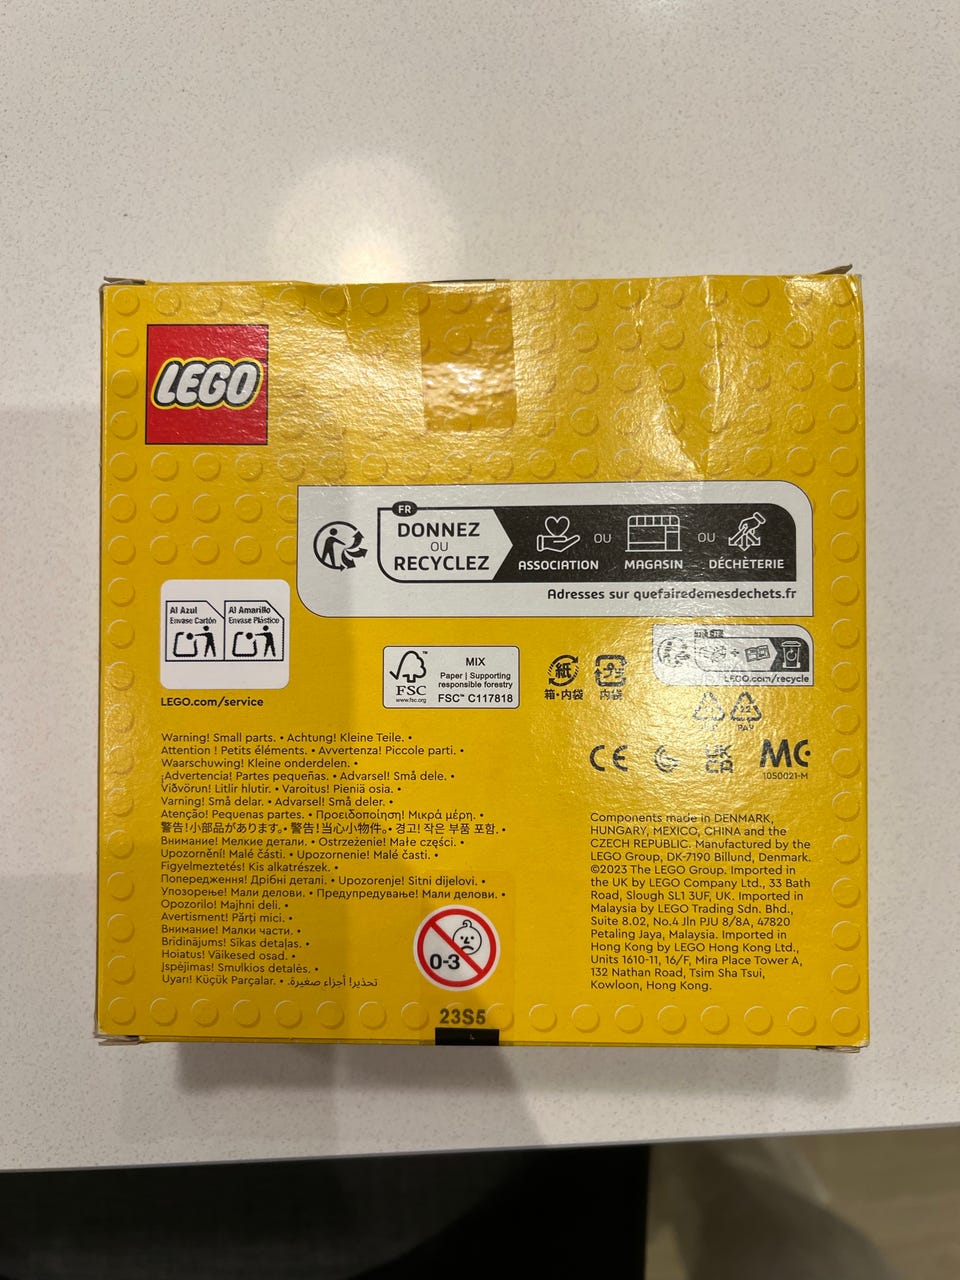 LEGO
FR
DONNEZ
OU
RECYCLEZ
ASSOCIATION
OU
MAGASIN
OU
DÉCHÈTERIE
Adresses sur quefairedemesdechets.fr
Al Azul
Envase Cartón
Al Amarillo
Envase Plástico
LEGO.com/service
FSC™
www.fsc.org
MIX
Paper | Supporting
responsible forestry
FSC™ C117818
紙
箱・内袋
プラ
内袋
LEGO.com/recycle
CE
UK
CA
MC
1050021-M
Warning! Small parts. • Achtung! Kleine Teile. •
Attention ! Petits éléments. • Avvertenza! Piccole parti. •
Waarschuwing! Kleine onderdelen. •
¡Advertencia! Partes pequeñas. • Advarsel! Små dele. •
Viðvörun! Litlir hlutir. • Varoitus! Pieniä osia. •
Varning! Små delar. • Advarsel! Små deler. •
Atenção! Pequenas partes. • Προειδοποίηση! Μικρά μέρη. •
警告!小部品があります。• 警告!当心小物件。• 경고! 작은 부품 포함. •
Внимание! Мелкие детали. • Ostrzeżenie! Małe części. •
Upozornění! Malé části. • Upozornenie! Malé časti. •
Figyelmeztetés! Kis alkatrészek. •
Попередження! Дрібні деталі. • Upozorenje! Sitni dijelovi. •
Упозорење! Мали делови. • Предупредување! Мали делови. •
Opozorilo! Majhni deli. •
Avertisment! Părți mici. •
Внимание! Малки части. •
Brīdinājums! Sīkas detaļas. •
Hoiatus! Väikesed osad. •
Įspėjimas! Smulkios detalės. •
Uyarı! Küçük Parçalar. • تحذير! أجزاء صغيرة.
0-3
23S5
Components made in DENMARK,
HUNGARY, MEXICO, CHINA and the
CZECH REPUBLIC. Manufactured by the
LEGO Group, DK-7190 Billund, Denmark.
©2023 The LEGO Group. Imported in
the UK by LEGO Company Ltd., 33 Bath
Road, Slough SL1 3UF, UK. Imported in
Malaysia by LEGO Trading Sdn. Bhd.,
Suite 8.02, No.4 Jln PJU 8/8A, 47820
Petaling Jaya, Malaysia. Imported in
Hong Kong by LEGO Hong Kong Ltd.,
Units 1610-11, 16/F, Mira Place Tower A,
132 Nathan Road, Tsim Sha Tsui,
Kowloon, Hong Kong.